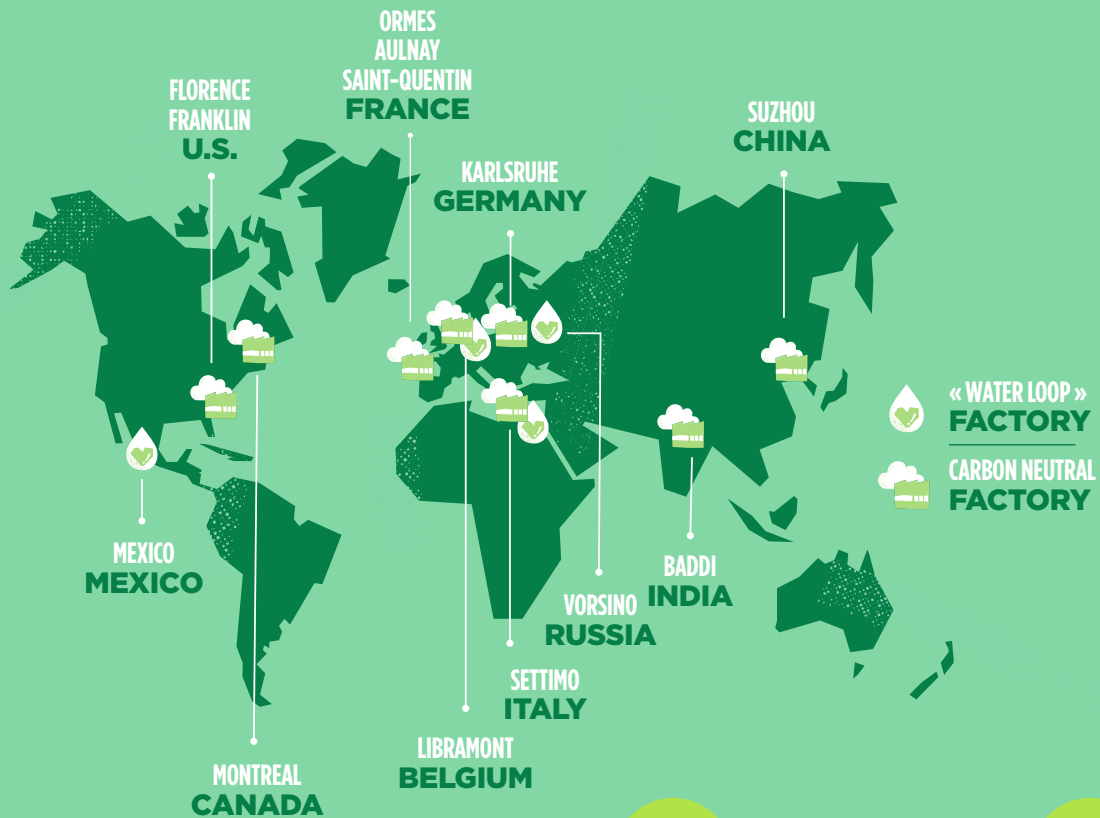 ORMES
AULNAY
SAINT-QUENTIN
FRANCE
FLORENCE
FRANKLIN
U.S.
SUZHOU
CHINA
KARLSRUHE
GERMANY
« WATER LOOP »
FACTORY
CARBON NEUTRAL
FACTORY
MEXICO
MEXICO
BADDI
INDIA
VORSINO
RUSSIA
SETTIMO
ITALY
LIBRAMONT
BELGIUM
MONTREAL
CANADA